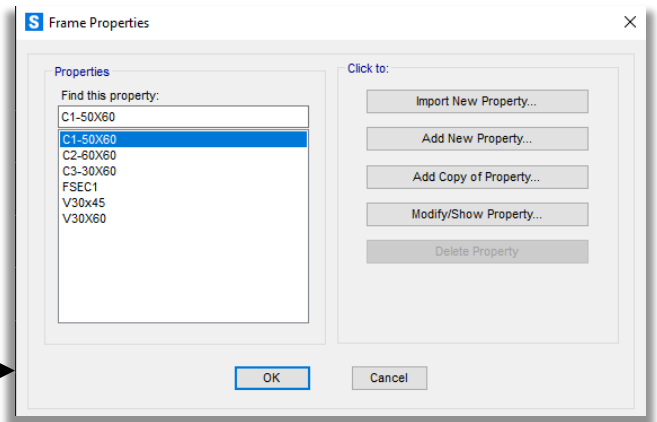 S Frame Properties
Properties
Find this property:
C1-50X60
C1-50X60
C2-60X60
C3-30X60
FSEC1
V30x45
V30X60
Click to:
Import New Property...
Add New Property...
Add Copy of Property...
Modify/Show Property...
Delete Property
OK
Cancel